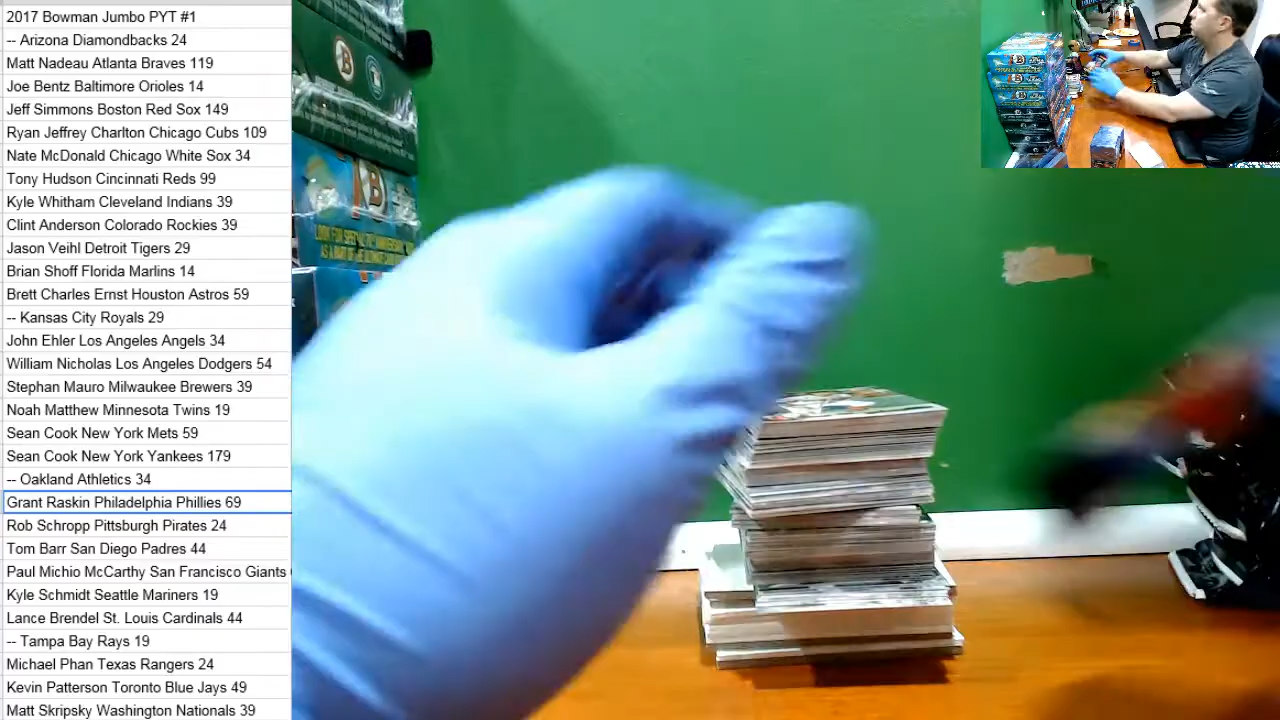 2017 Bowman Jumbo PYT #1
-- Arizona Diamondbacks 24
Matt Nadeau Atlanta Braves 119
Joe Bentz Baltimore Orioles 14
Jeff Simmons Boston Red Sox 149
Ryan Jeffrey Charlton Chicago Cubs 109
Nate McDonald Chicago White Sox 34
Tony Hudson Cincinnati Reds 99
Kyle Whitham Cleveland Indians 39
Clint Anderson Colorado Rockies 39
Jason Veihl Detroit Tigers 29
Brian Shoff Florida Marlins 14
Brett Charles Ernst Houston Astros 59
-- Kansas City Royals 29
John Ehler Los Angeles Angels 34
William Nicholas Los Angeles Dodgers 54
Stephan Mauro Milwaukee Brewers 39
Noah Matthew Minnesota Twins 19
Sean Cook New York Mets 59
Sean Cook New York Yankees 179
-- Oakland Athletics 34
Grant Raskin Philadelphia Phillies 69
Rob Schropp Pittsburgh Pirates 24
Tom Barr San Diego Padres 44
Paul Michio McCarthy San Francisco Giants
Kyle Schmidt Seattle Mariners 19
Lance Brendel St. Louis Cardinals 44
-- Tampa Bay Rays 19
Michael Phan Texas Rangers 24
Kevin Patterson Toronto Blue Jays 49
Matt Skripsky Washington Nationals 39
B
B
LOOK FOR SPECIAL
AS A PART OF THE ULTIMATE